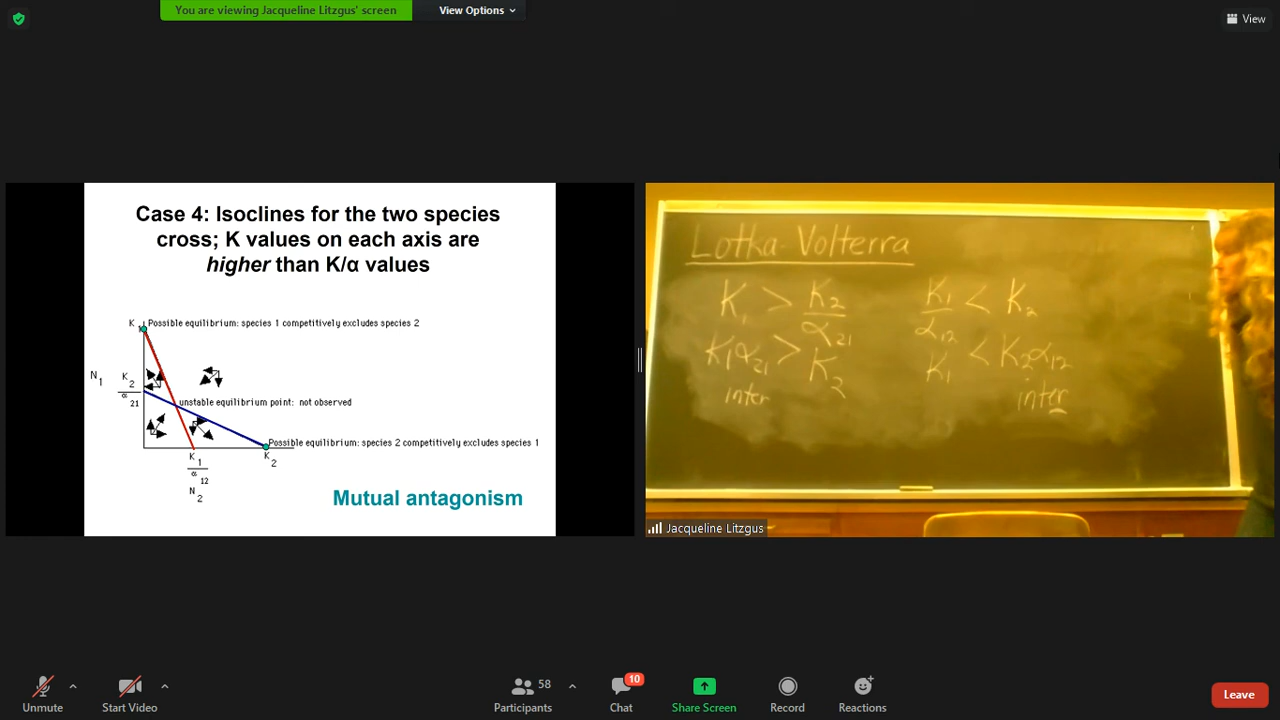 You are viewing Jacqueline Litzgus' screen
View Options
View
Case 4: Isoclines for the two species
cross; K values on each axis are
higher than K/α values
K 1 Possible equilibrium: species 1 competitively excludes species 2
N 1
K 2
α 21
unstable equilibrium point: not observed
Possible equilibrium: species 2 competitively excludes species 1
K 2
K 1
α 12
N 2
Mutual antagonism
Lotka-Volterra
K₁ > K₂/α₂₁ K₁/α₁₂ < K₂
K₁α₂₁ > K₂ K₁ < K₂α₁₂
inter inter
Jacqueline Litzgus
Unmute
Start Video
58
Participants
10
Chat
Share Screen
Record
Reactions
Leave